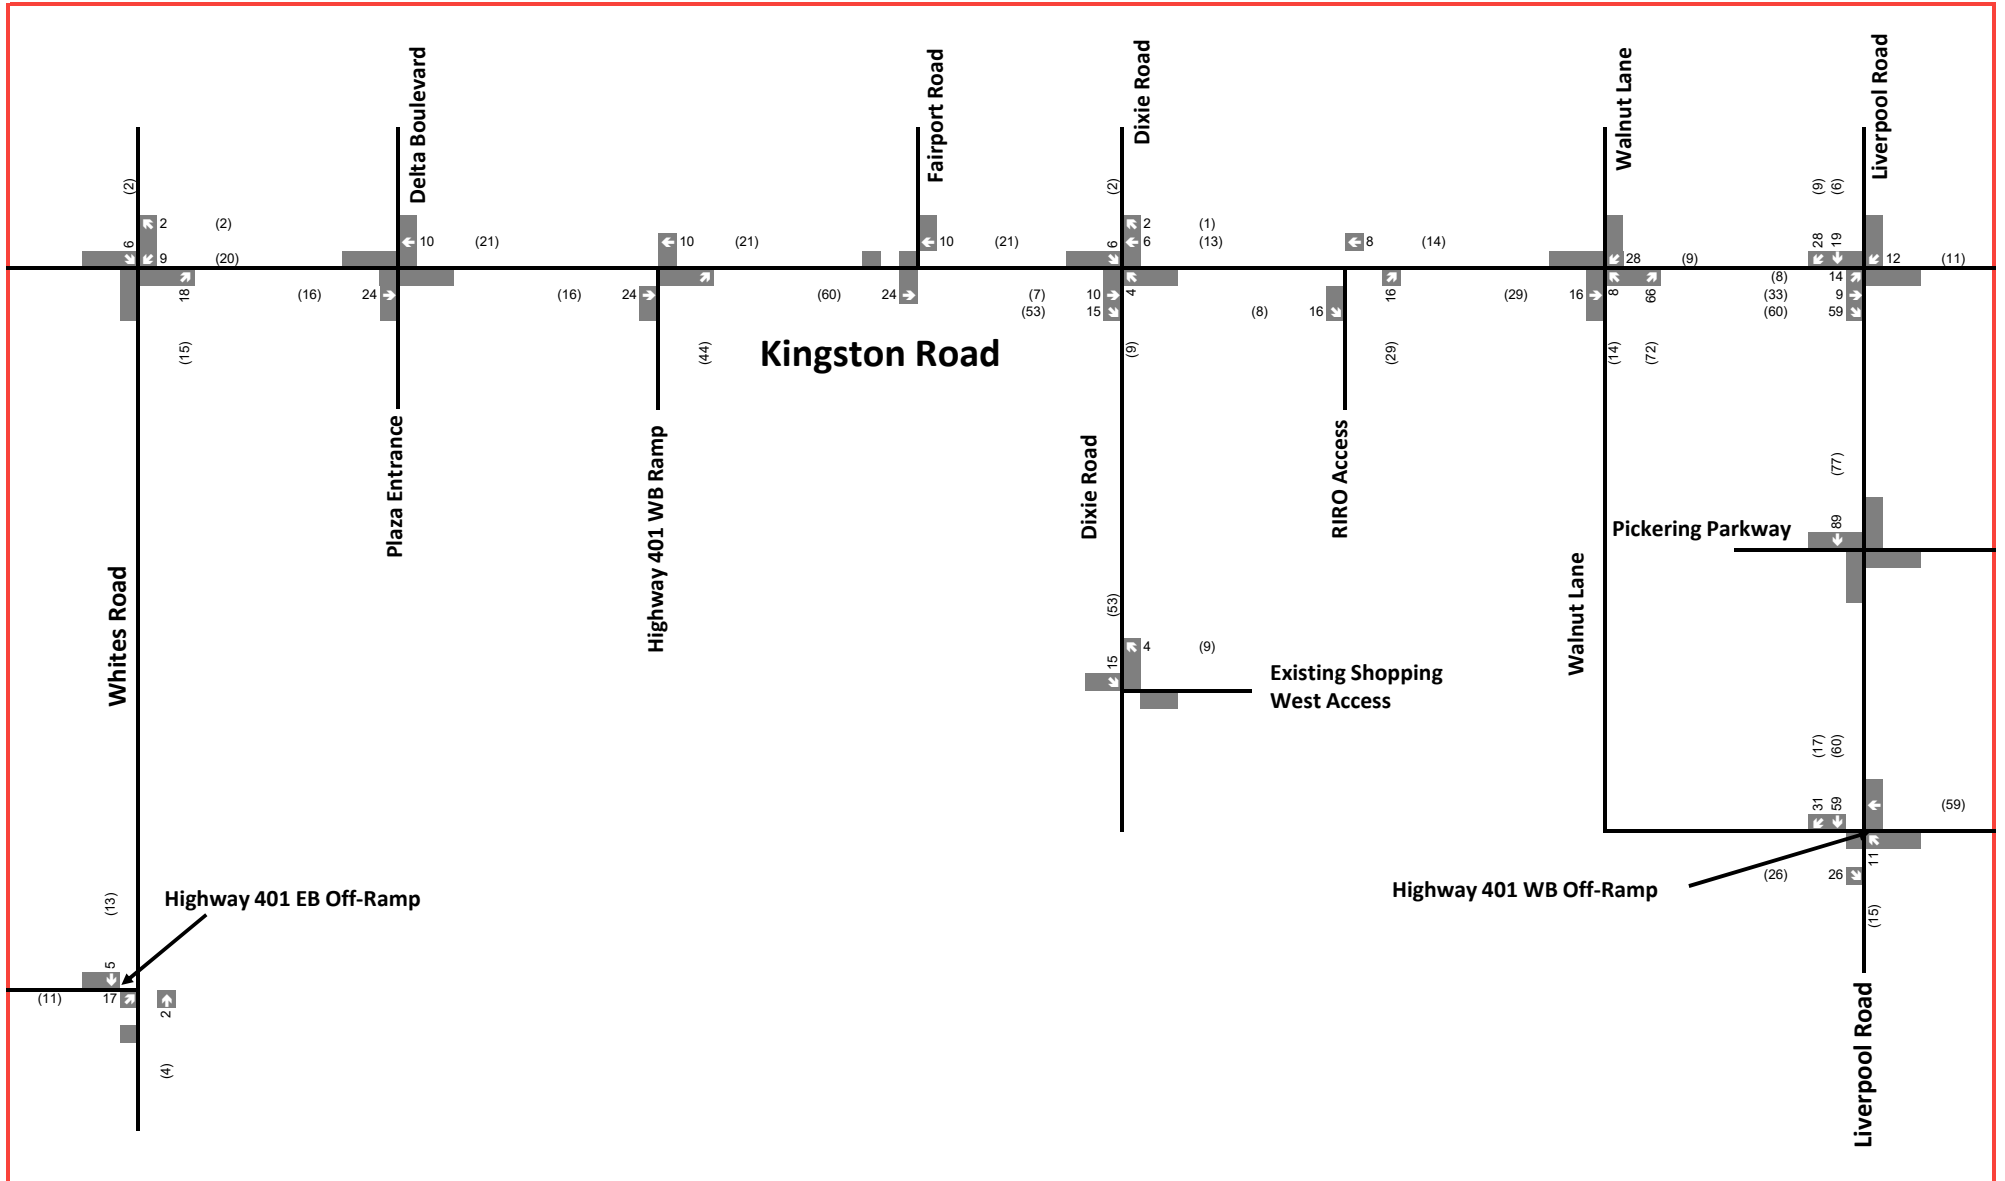 Delta Boulevard
Fairport Road
Dixie Road
Walnut Lane
Liverpool Road
(2)
(2)
(9) (6)
2 (2)
2 (1)
6
10 (21)
10 (21)
10 (21)
6
6 (13)
8 (14)
28 19
9 (20)
28 (9)
12 (11)
18
4
16
8 66
(8) 14
(16) 24
(16) 24
(60) 24
(7) 10
(29) 16
(33) 9
(53) 15
(8) 16
(60) 59
(15)
(44)
Kingston Road
(9)
(29)
(14) (72)
Plaza Entrance
Highway 401 WB Ramp
Dixie Road
RIRO Access
(77)
89
Pickering Parkway
Whites Road
Walnut Lane
(53)
4 (9)
15
Existing Shopping
West Access
(17) (60)
31 59
(59)
11
(26) 26
Highway 401 WB Off-Ramp
(15)
Highway 401 EB Off-Ramp
(13)
5
(11) 17
2
(4)
Liverpool Road